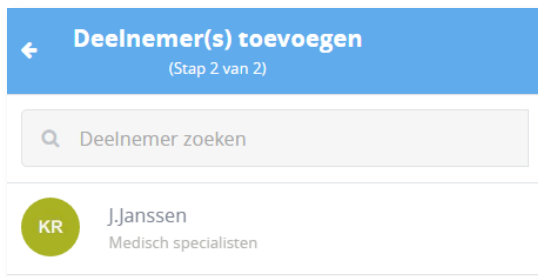 Deelnemer(s) toevoegen
(Stap 2 van 2)
Deelnemer zoeken
KR
J.Janssen
Medisch specialisten